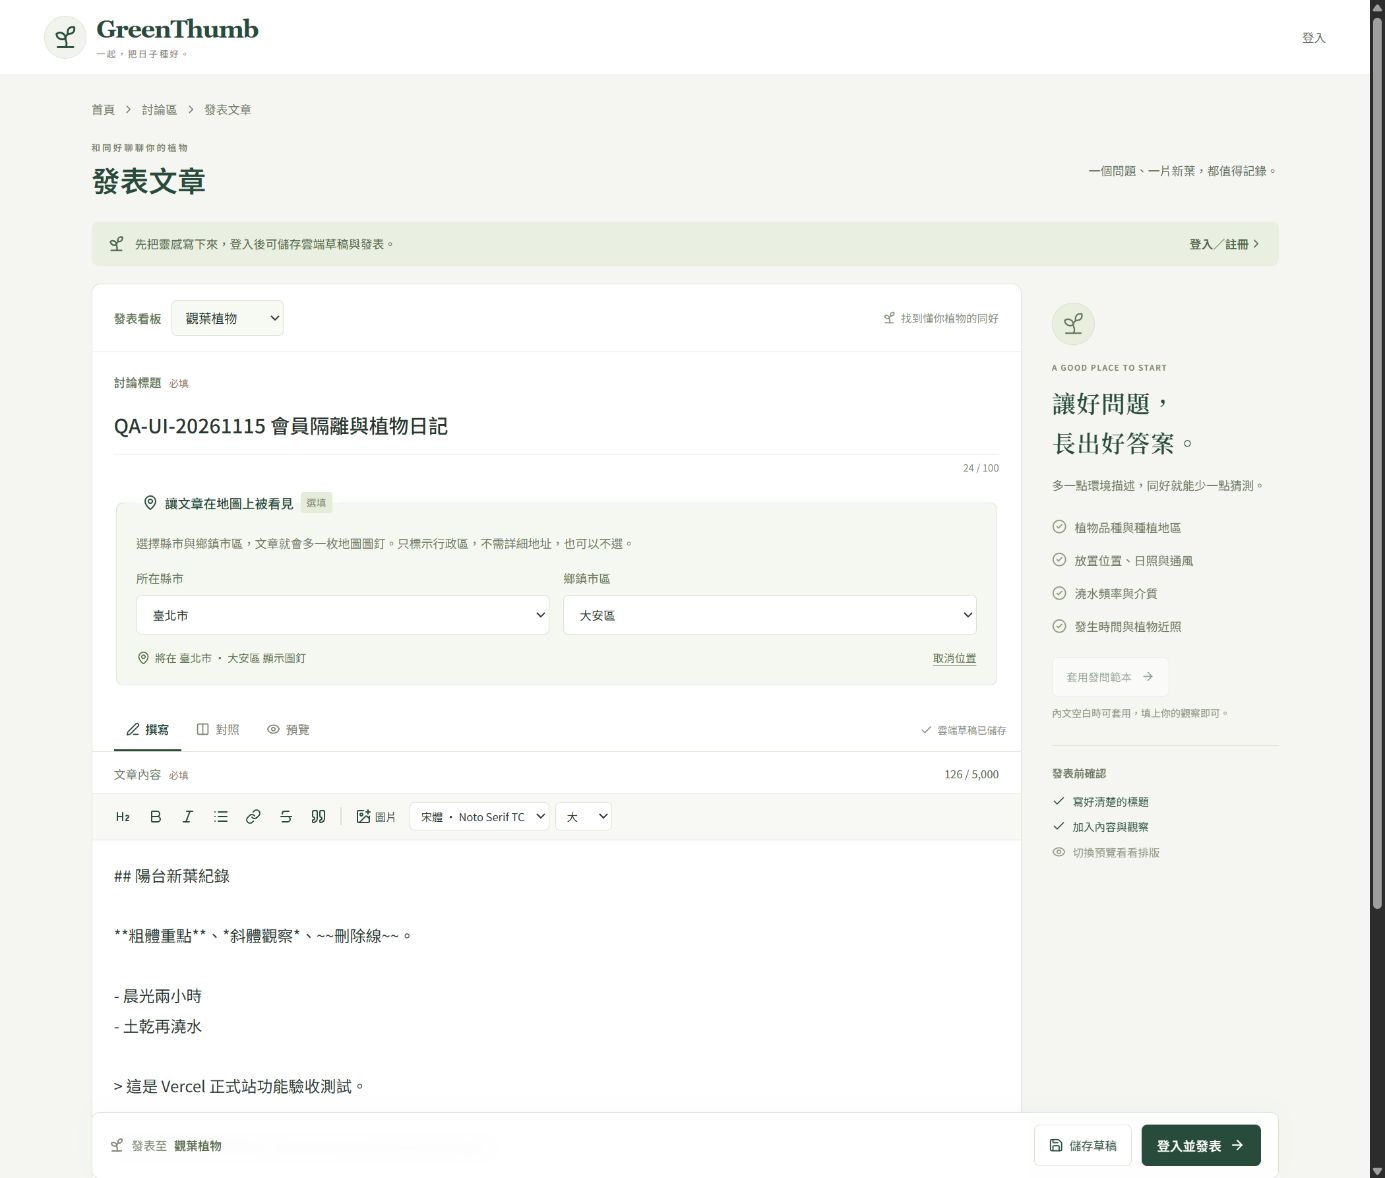 GreenThumb
一起，把日子種好。
登入
首頁 > 討論區 > 發表文章
和同好聊聊你的植物
發表文章
一個問題、一片新葉，都值得記錄。
先把靈感寫下來，登入後可儲存雲端草稿與發表。
登入／註冊 >
發表看板 觀葉植物
找到懂你植物的同好
討論標題 必填
QA-UI-20261115 會員隔離與植物日記
24 / 100
讓文章在地圖上被看見 選填
選擇縣市與鄉鎮市區，文章就會多一枚地圖圖釘。只標示行政區，不需詳細地址，也可以不選。
所在縣市 鄉鎮市區
臺北市 大安區
將在 臺北市 · 大安區 顯示圖釘 取消位置
撰寫 對照 預覽 雲端草稿已儲存
文章內容 必填 126 / 5,000
H2 B I S 圖片 宋體 · Noto Serif TC 大
## 陽台新葉紀錄
**粗體重點**、*斜體觀察*、~~刪除線~~。
- 晨光兩小時
- 土乾再澆水
> 這是 Vercel 正式站功能驗收測試。
發表至 觀葉植物
儲存草稿 登入並發表
A GOOD PLACE TO START
讓好問題，
長出好答案。
多一點環境描述，同好就能少一點猜測。
植物品種與種植地區
放置位置、日照與通風
澆水頻率與介質
發生時間與植物近照
套用發問範本
內文空白時可套用，填上你的觀察即可。
發表前確認
寫好清楚的標題
加入內容與觀察
切換預覽看看排版